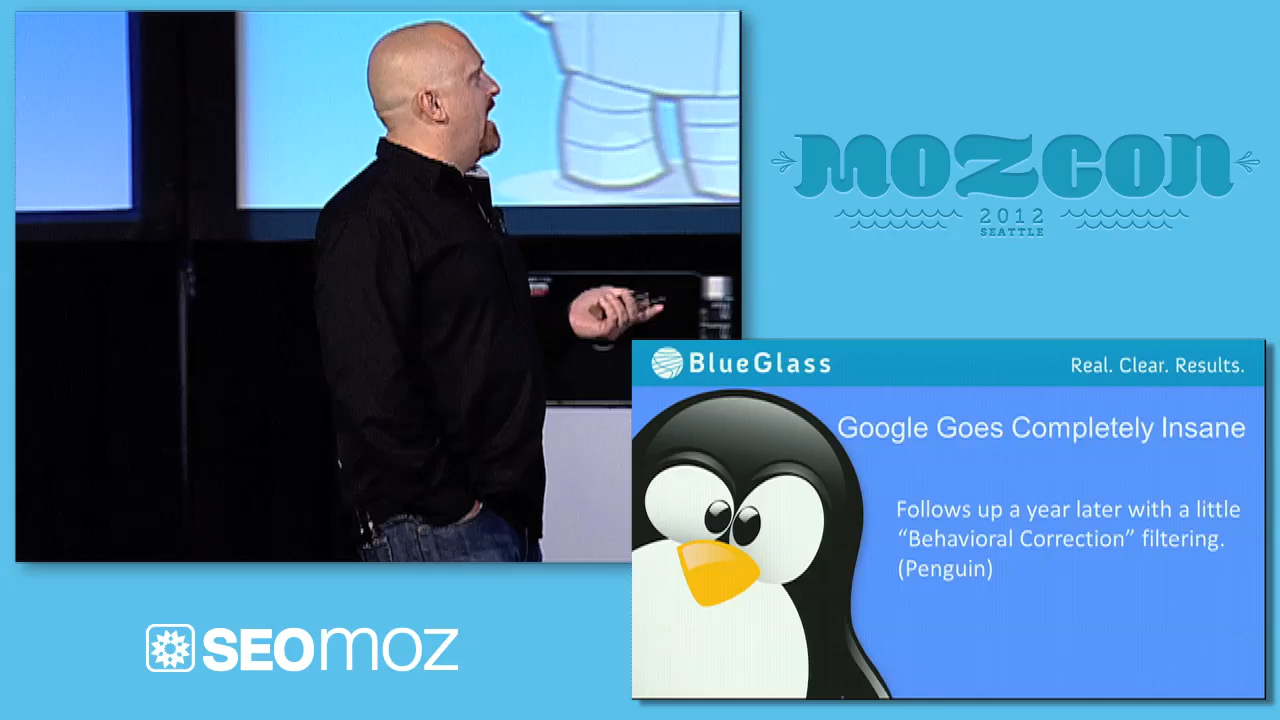 MOZCON
2012
SEATTLE
BlueGlass
Real. Clear. Results.
Google Goes Completely Insane
Follows up a year later with a little
“Behavioral Correction” filtering.
(Penguin)
SEOmoz